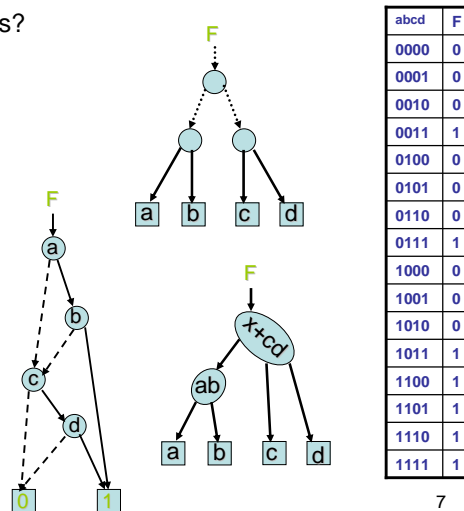 s?
F
a b c d
F
a
b
c
d
0 1
F
x+cd
ab
a b c d
abcd F
0000 0
0001 0
0010 0
0011 1
0100 0
0101 0
0110 0
0111 1
1000 0
1001 0
1010 0
1011 1
1100 1
1101 1
1110 1
1111 1
7